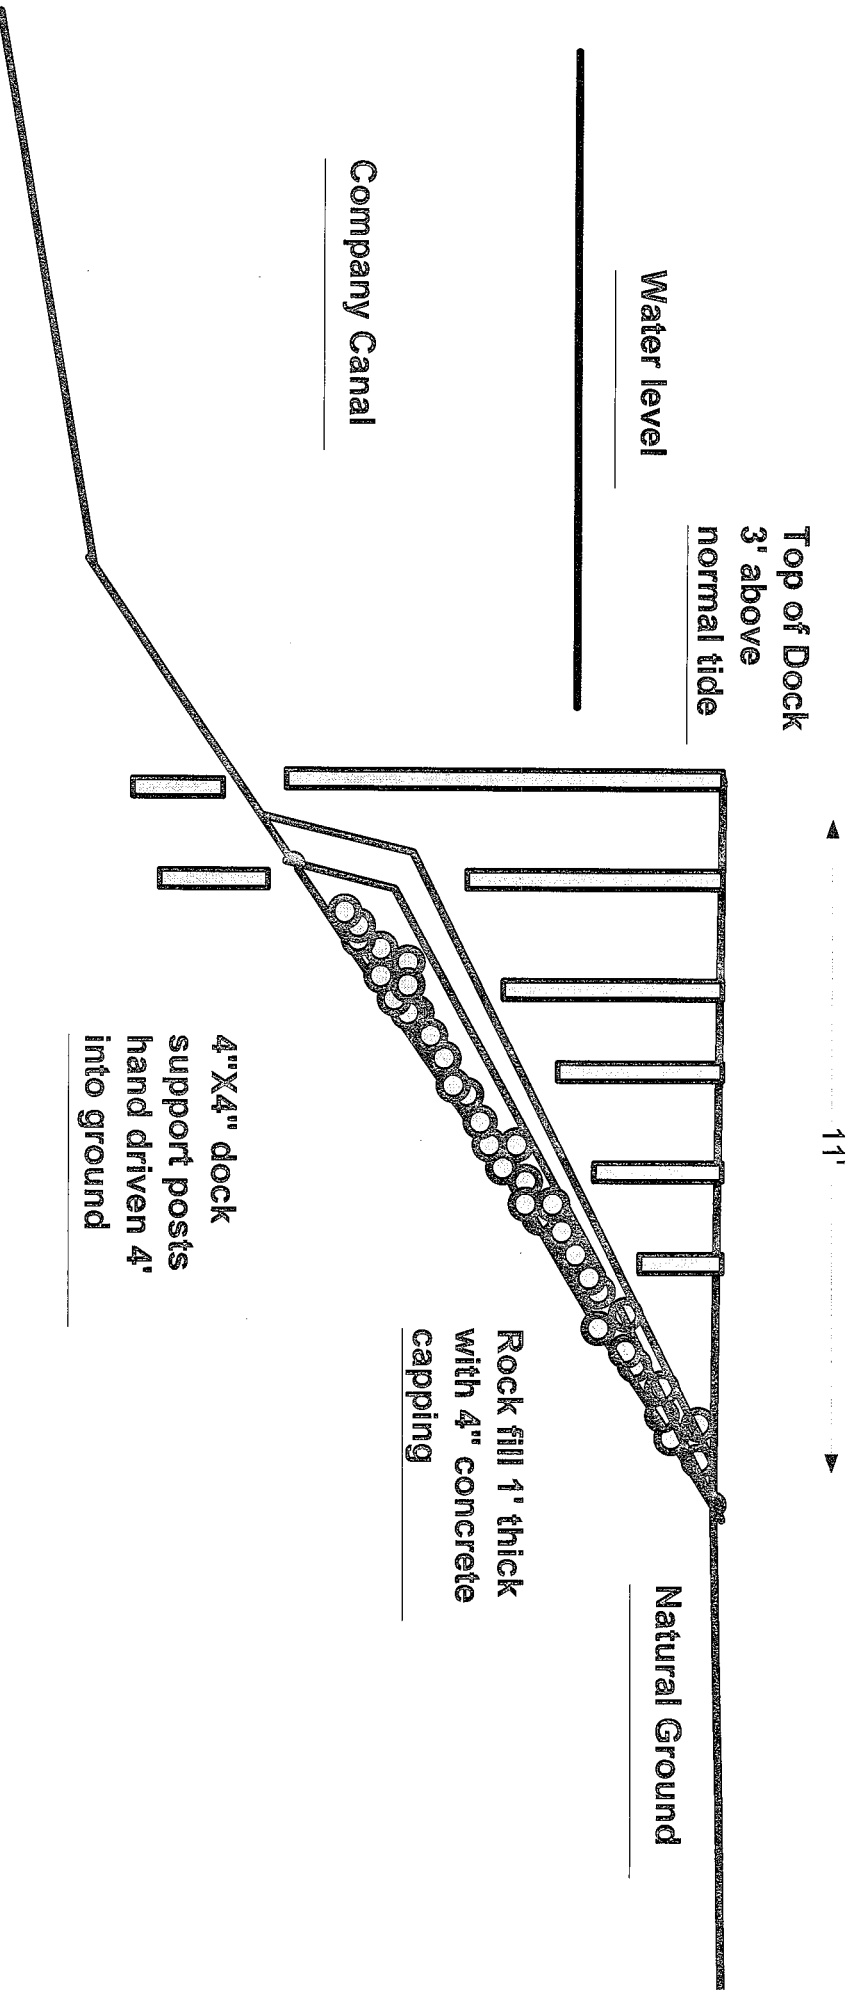 11'
Top of Dock
3' above
normal tide
Water level
Natural Ground
Company Canal
Rock fill 1' thick
with 4" concrete
capping
4"X4" dock
support posts
hand driven 4'
into ground